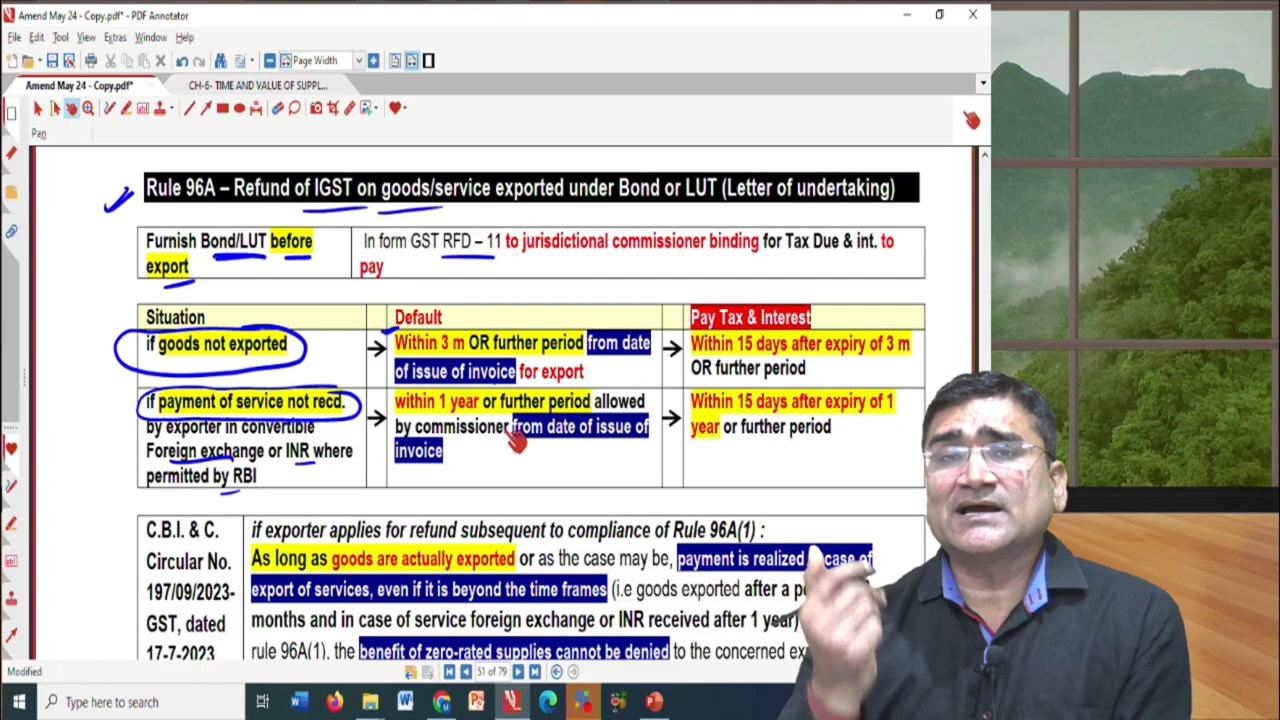 Amend May 24 - Copy.pdf* - PDF Annotator
File Edit Tool View Extras Window Help
Page Width
Amend May 24 - Copy.pdf* CH-6- TIME AND VALUE OF SUPPL...
Pan
Rule 96A – Refund of IGST on goods/service exported under Bond or LUT (Letter of undertaking)
Furnish Bond/LUT before
export
In form GST RFD – 11 to jurisdictional commissioner binding for Tax Due & int. to
pay
Situation Default Pay Tax & Interest
if goods not exported
Within 3 m OR further period from date
of issue of invoice for export
Within 15 days after expiry of 3 m
OR further period
if payment of service not recd.
by exporter in convertible
Foreign exchange or INR where
permitted by RBI
within 1 year or further period allowed
by commissioner from date of issue of
invoice
Within 15 days after expiry of 1
year or further period
C.B.I. & C.
Circular No.
197/09/2023-
GST, dated
17-7-2023
if exporter applies for refund subsequent to compliance of Rule 96A(1) :
As long as goods are actually exported or as the case may be, payment is realized case of
export of services, even if it is beyond the time frames (i.e goods exported after a
months and in case of service foreign exchange or INR received after 1 year)
rule 96A(1), the benefit of zero-rated supplies cannot be denied to the concerned
Modified
51 of 79
Type here to search